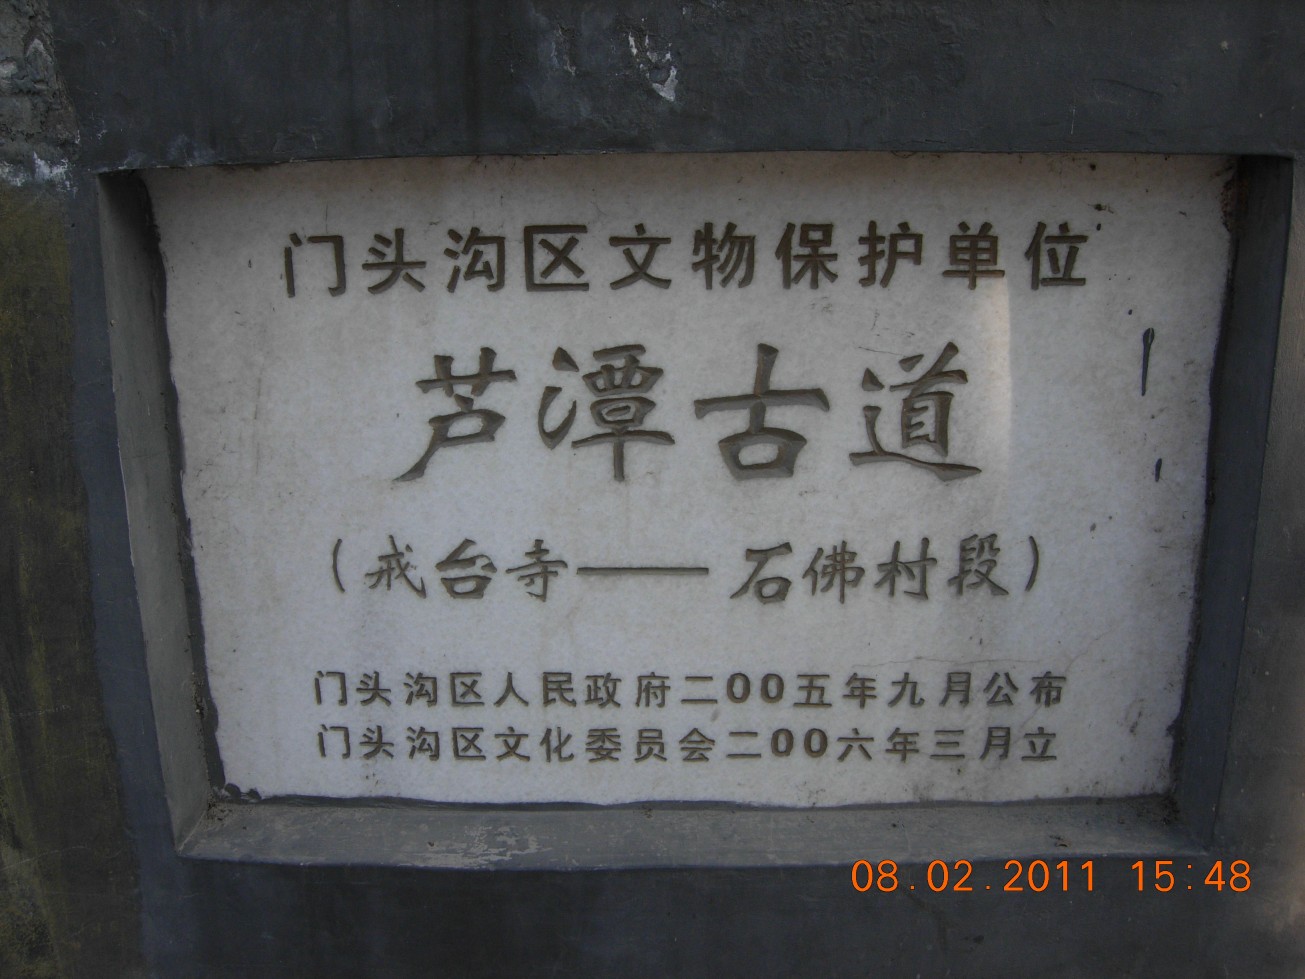 门头沟区文物保护单位
芦潭古道
（戒台寺——石佛村段）
门头沟区人民政府二00五年九月公布
门头沟区文化委员会二00六年三月立
08.02.2011 15:48